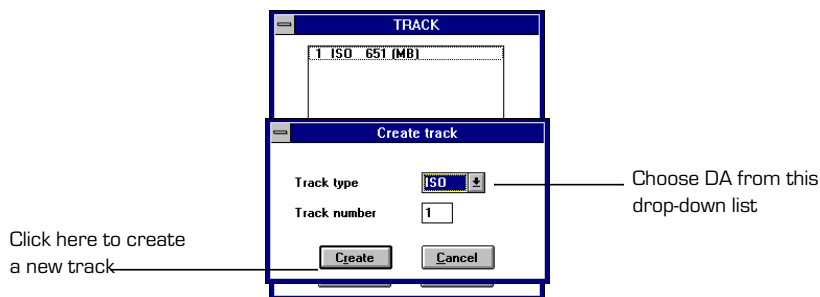 TRACK
1 ISO 651 (MB)
Create track
Track type
ISO
Choose DA from this
drop-down list
Track number
1
Click here to create
a new track
Create
Cancel